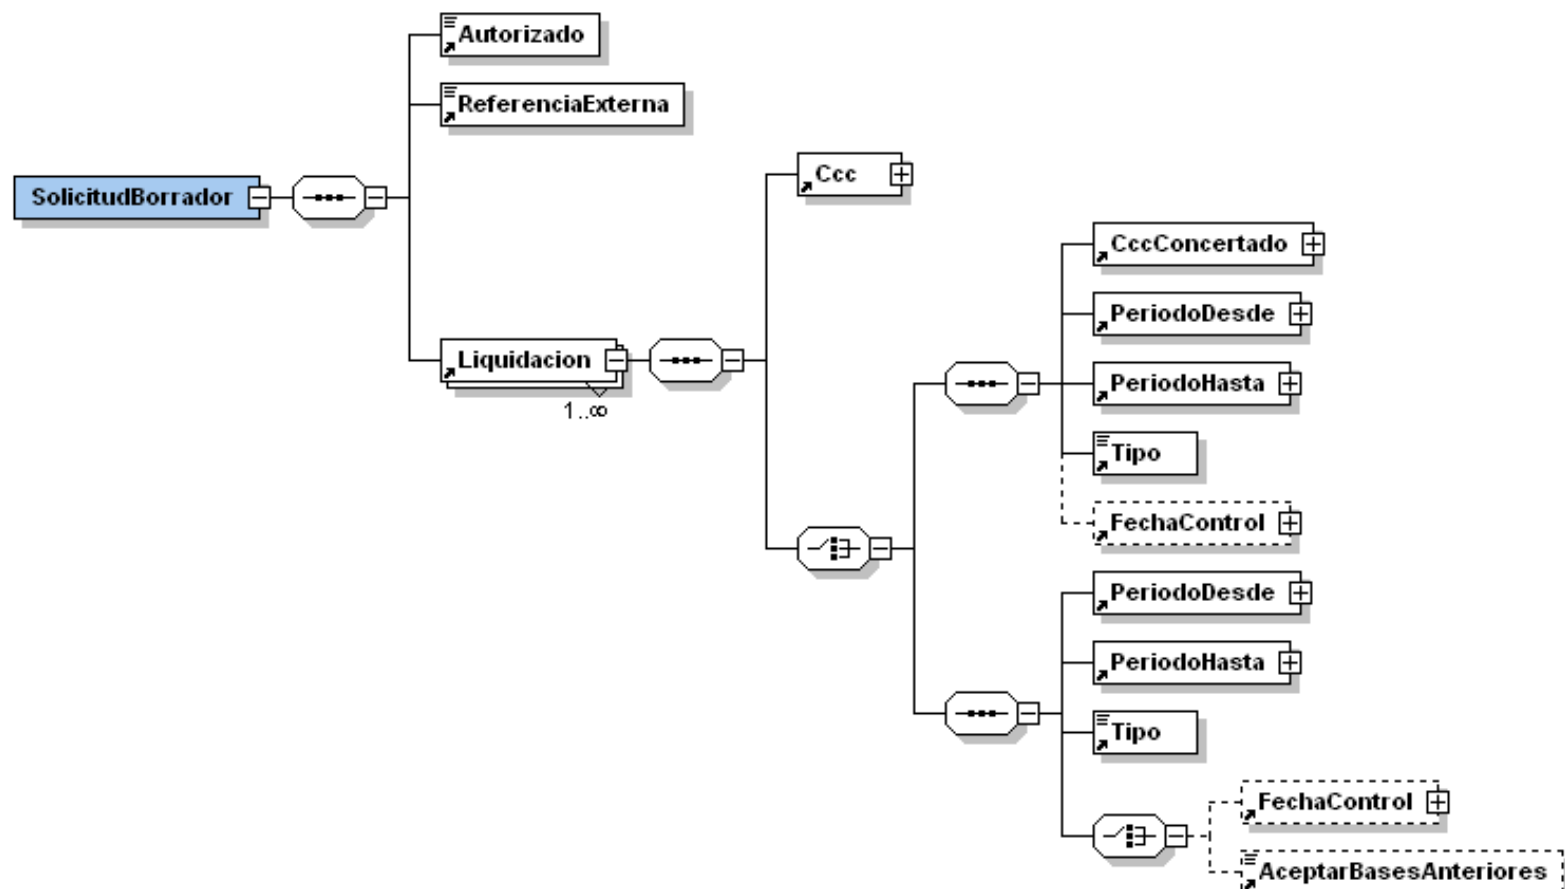 Autorizado
ReferenciaExterna
Ccc
SolicitudBorrador
CccConcertado
PeriodoDesde
Liquidacion
1..∞
PeriodoHasta
Tipo
FechaControl
PeriodoDesde
PeriodoHasta
Tipo
FechaControl
AceptarBasesAnteriores